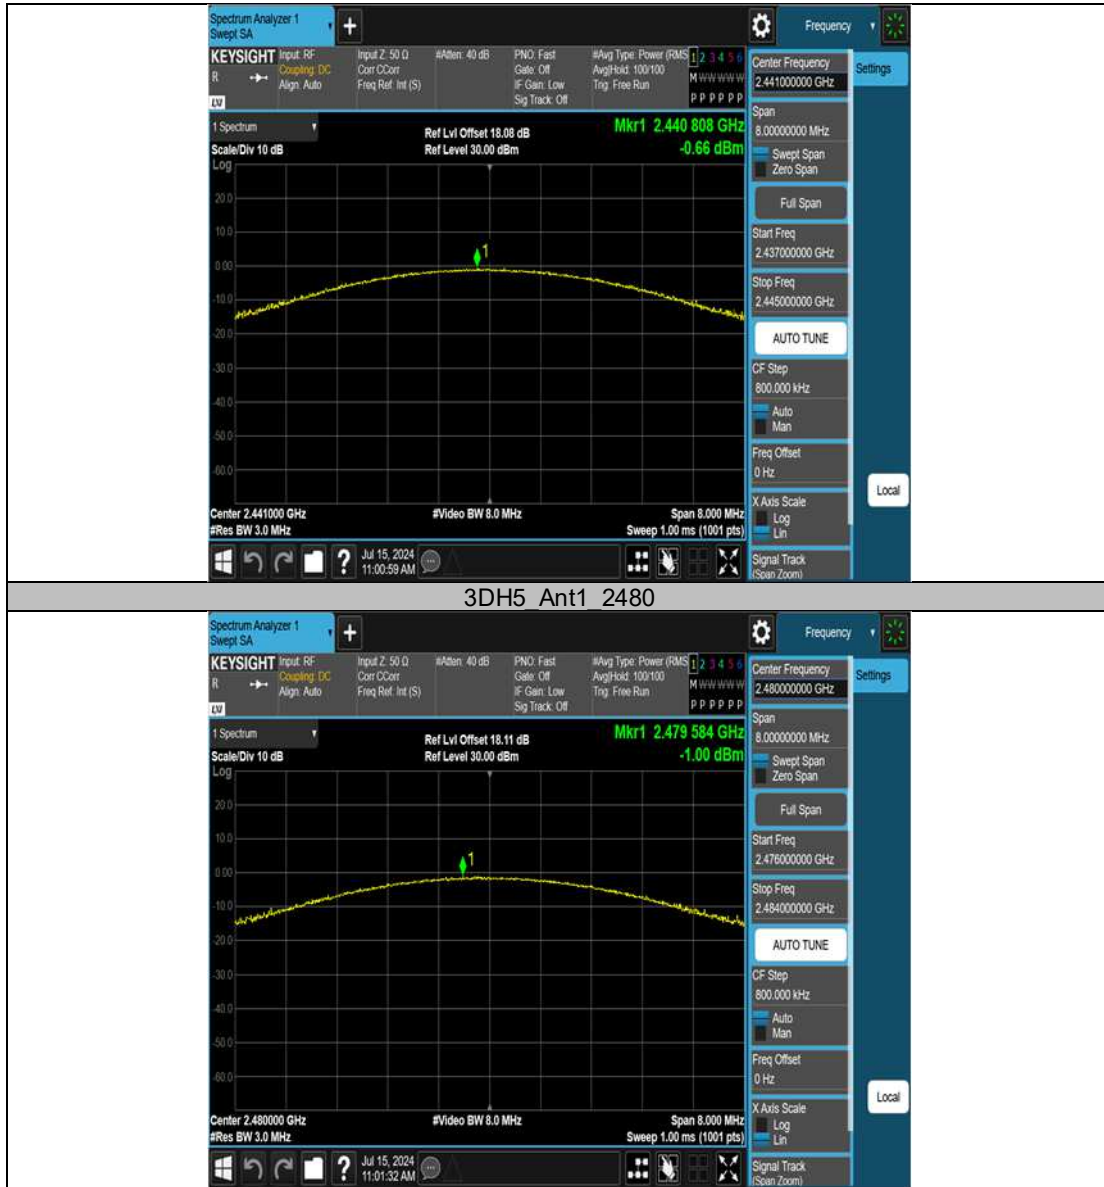 Spectrum Analyzer 1
Swept SA
+
Frequency
KEYSIGHT
R
LXI
Input: RF
Coupling: DC
Align: Auto
Input Z: 50 Ω
Corr CCorr
Freq Ref: Int (S)
#Atten: 40 dB
PNO: Fast
Gate: Off
IF Gain: Low
Sig Track: Off
#Avg Type: Power (RMS
Avg|Hold: 100/100
Trig: Free Run
1 2 3 4 5 6
M W W W W W
P P P P P P
1 Spectrum
Scale/Div 10 dB
Log
Ref Lvl Offset 18.08 dB
Ref Level 30.00 dBm
Mkr1 2.440 808 GHz
-0.66 dBm
1
20.0
10.0
0.00
-10.0
-20.0
-30.0
-40.0
-50.0
-60.0
Center 2.441000 GHz
#Res BW 3.0 MHz
#Video BW 8.0 MHz
Span 8.000 MHz
Sweep 1.00 ms (1001 pts)
?
Jul 15, 2024
11:00:59 AM
Center Frequency
2.441000000 GHz
Settings
Span
8.00000000 MHz
Swept Span
Zero Span
Full Span
Start Freq
2.437000000 GHz
Stop Freq
2.445000000 GHz
AUTO TUNE
CF Step
800.000 kHz
Auto
Man
Freq Offset
0 Hz
X Axis Scale
Log
Lin
Local
Signal Track
(Span Zoom)
3DH5_Ant1_2480
Spectrum Analyzer 1
Swept SA
+
Frequency
KEYSIGHT
R
LXI
Input: RF
Coupling: DC
Align: Auto
Input Z: 50 Ω
Corr CCorr
Freq Ref: Int (S)
#Atten: 40 dB
PNO: Fast
Gate: Off
IF Gain: Low
Sig Track: Off
#Avg Type: Power (RMS
Avg|Hold: 100/100
Trig: Free Run
1 2 3 4 5 6
M W W W W W
P P P P P P
1 Spectrum
Scale/Div 10 dB
Log
Ref Lvl Offset 18.11 dB
Ref Level 30.00 dBm
Mkr1 2.479 584 GHz
-1.00 dBm
1
20.0
10.0
0.00
-10.0
-20.0
-30.0
-40.0
-50.0
-60.0
Center 2.480000 GHz
#Res BW 3.0 MHz
#Video BW 8.0 MHz
Span 8.000 MHz
Sweep 1.00 ms (1001 pts)
?
Jul 15, 2024
11:01:32 AM
Center Frequency
2.480000000 GHz
Settings
Span
8.00000000 MHz
Swept Span
Zero Span
Full Span
Start Freq
2.476000000 GHz
Stop Freq
2.484000000 GHz
AUTO TUNE
CF Step
800.000 kHz
Auto
Man
Freq Offset
0 Hz
X Axis Scale
Log
Lin
Local
Signal Track
(Span Zoom)